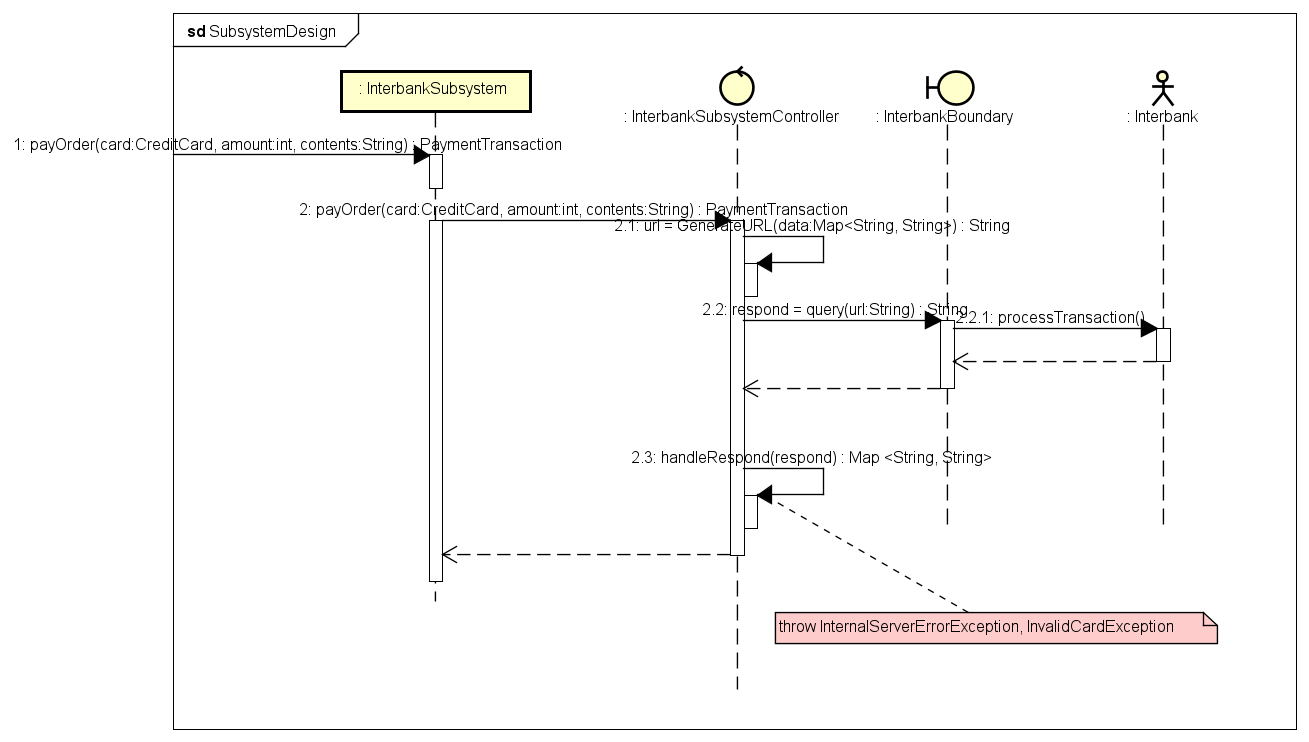 sd SubsystemDesign
: InterbankSubsystem
: InterbankSubsystemController
: InterbankBoundary
: Interbank
1: payOrder(card:CreditCard, amount:int, contents:String) : PaymentTransaction
2: payOrder(card:CreditCard, amount:int, contents:String) : PaymentTransaction
2.1: url = GenerateURL(data:Map<String, String>) : String
2.2: respond = query(url:String) : String
2.2.1: processTransaction()
2.3: handleRespond(respond) : Map <String, String>
throw InternalServerErrorException, InvalidCardException